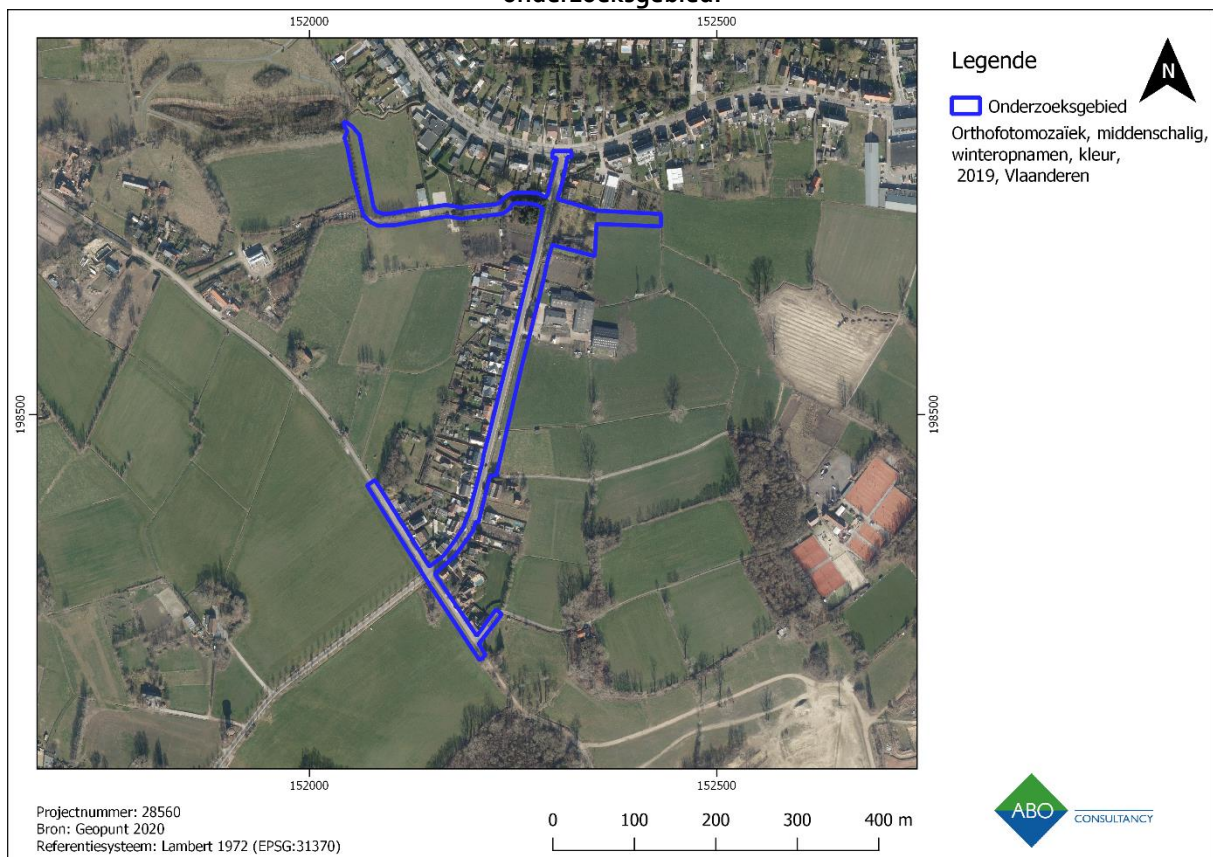 onderzoeksgebied.
152000
152500
Legende
N
Onderzoeksgebied
Orthofotomozaïek, middenschalig,
winteropnamen, kleur,
2019, Vlaanderen
198500
198500
152000
152500
Projectnummer: 28560
Bron: Geopunt 2020
Referentiesysteem: Lambert 1972 (EPSG:31370)
0 100 200 300 400 m
ABO
CONSULTANCY